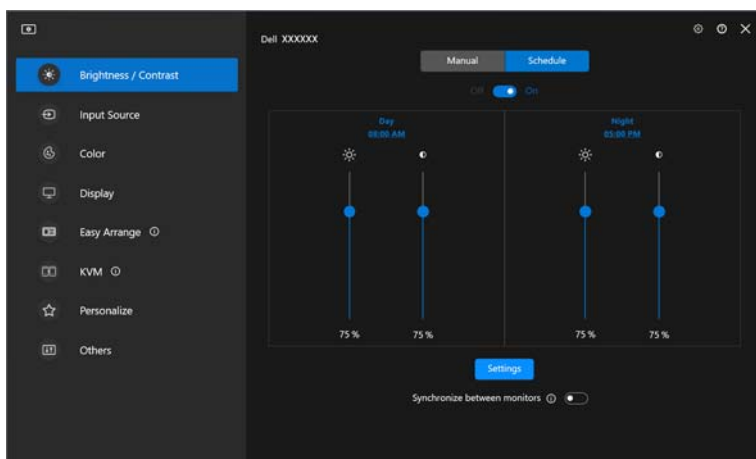 Dell XXXXXX
Brightness / Contrast
Input Source
Color
Display
Easy Arrange
KVM
Personalize
Others
Manual Schedule
Off On
Day
08:00 AM
Night
05:00 PM
75 % 75 %
75 % 75 %
Settings
Synchronize between monitors